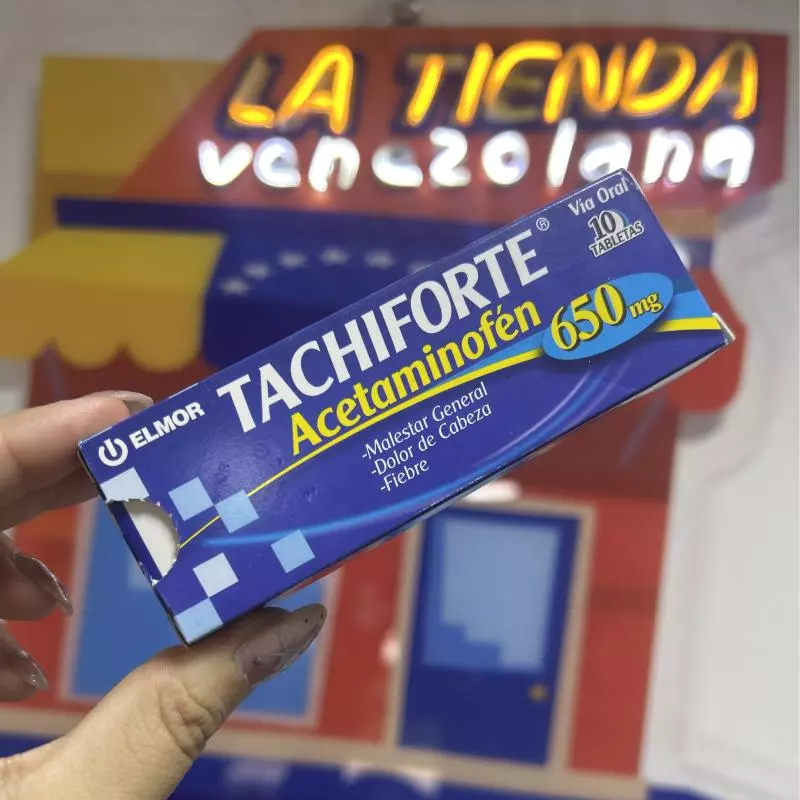 LA TIENDA
venezolana
Vía Oral
10
TABLETAS
ELMOR
TACHIFORTE®
Acetaminofén
650 mg
-Malestar General
-Dolor de Cabeza
-Fiebre